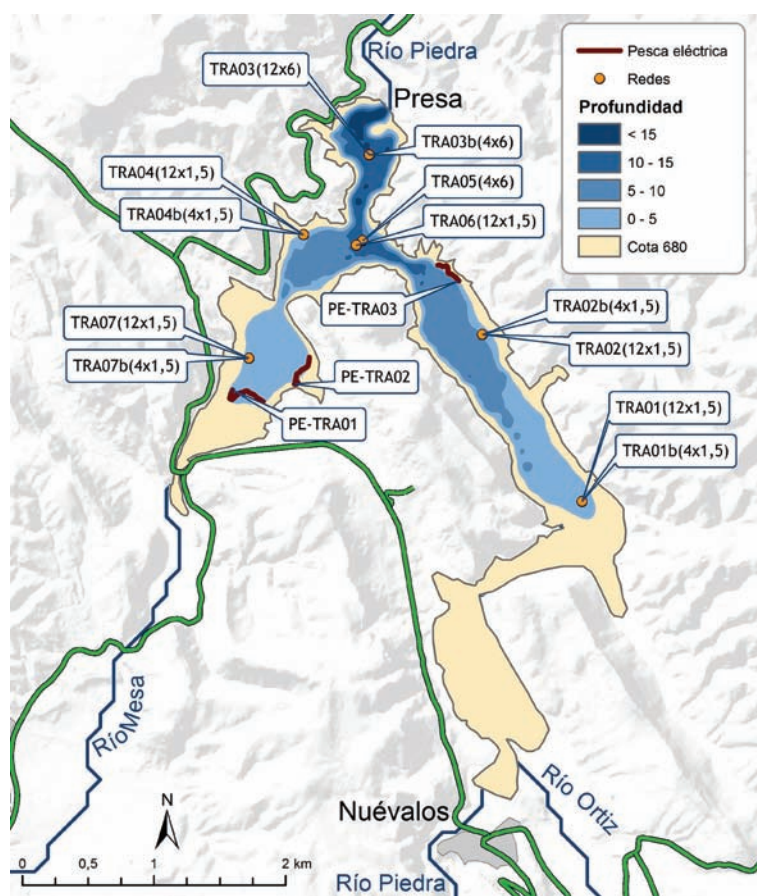 Río Piedra
Pesca eléctrica
Redes
Profundidad
< 15
10 - 15
5 - 10
0 - 5
Cota 680
TRA03(12x6)
Presa
TRA03b(4x6)
TRA04(12x1,5)
TRA05(4x6)
TRA04b(4x1,5)
TRA06(12x1,5)
PE-TRA03
TRA02b(4x1,5)
TRA07(12x1,5)
TRA02(12x1,5)
TRA07b(4x1,5)
PE-TRA02
TRA01(12x1,5)
PE-TRA01
TRA01b(4x1,5)
RíoMesa
Río Ortiz
N
Nuévalos
0 0,5 1 2 km
Río Piedra